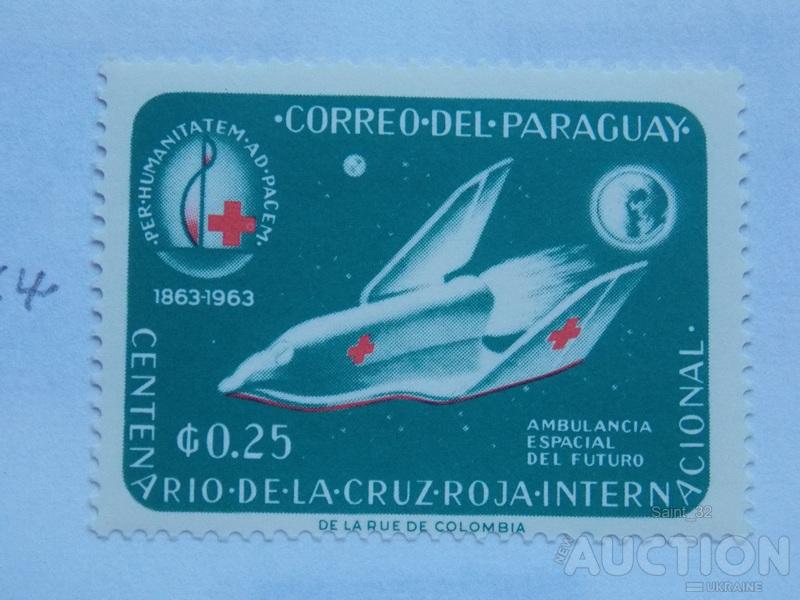 ·CORREO·DEL·PARAGUAY·
·PER·HUMANITATEM·AD·PACEM·
1863-1963
₲0.25
AMBULANCIA
ESPACIAL
DEL FUTURO
CENTENARIO·DE·LA·CRUZ·ROJA·INTERNACIONAL·
DE LA RUE DE COLOMBIA
Saint_32
NEW AUCTION
UKRAINE